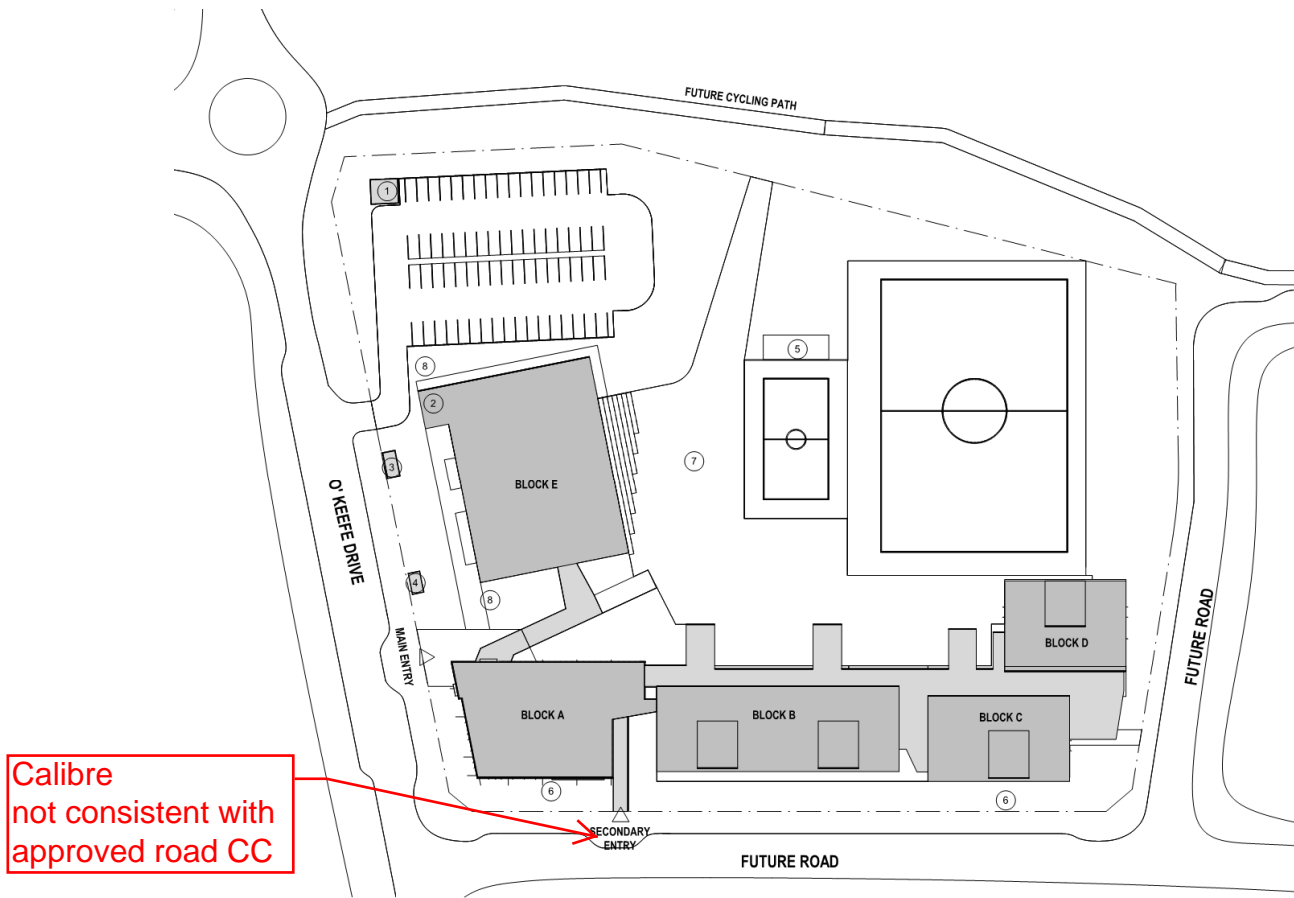 FUTURE CYCLING PATH
1
8
5
2
3
7
BLOCK E
O' KEEFE DRIVE
4
8
MAIN ENTRY
BLOCK D
FUTURE ROAD
BLOCK A
BLOCK B
BLOCK C
Calibre
not consistent with
approved road CC
6
6
SECONDARY
ENTRY
FUTURE ROAD